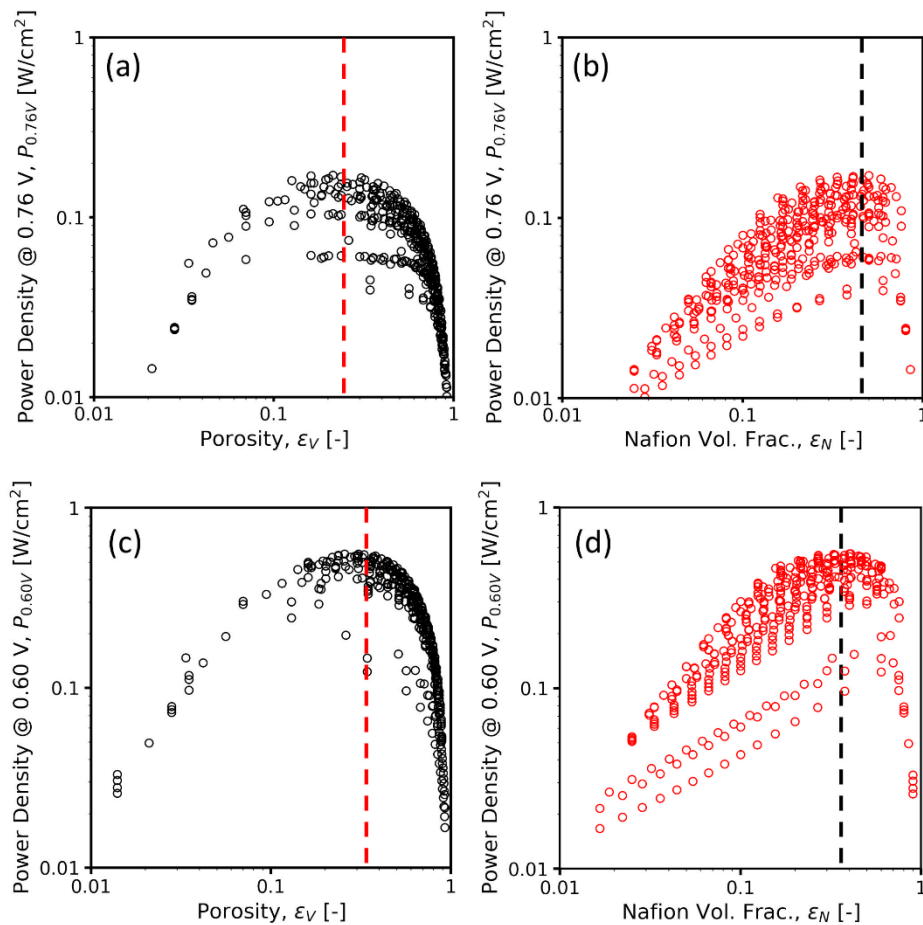 (a)
Power Density @ 0.76 V, P0.76V [W/cm²]
1
0.1
0.01
0.01
0.1
1
Porosity, εV [-]
(b)
Power Density @ 0.76 V, P0.76V [W/cm²]
1
0.1
0.01
0.01
0.1
1
Nafion Vol. Frac., εN [-]
(c)
Power Density @ 0.60 V, P0.60V [W/cm²]
1
0.1
0.01
0.01
0.1
1
Porosity, εV [-]
(d)
Power Density @ 0.60 V, P0.60V [W/cm²]
1
0.1
0.01
0.01
0.1
1
Nafion Vol. Frac., εN [-]